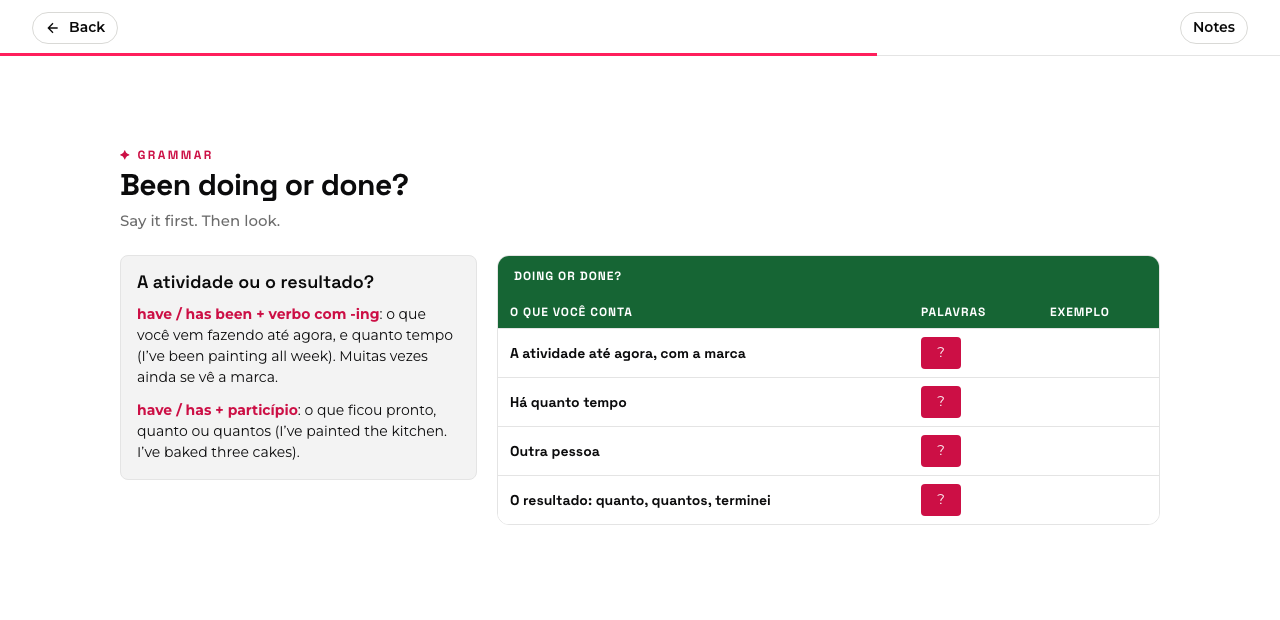 Back
Notes
GRAMMAR
Been doing or done?
Say it first. Then look.
A atividade ou o resultado?
have / has been + verbo com -ing: o que
você vem fazendo até agora, e quanto tempo
(I've been painting all week). Muitas vezes
ainda se vê a marca.
have / has + particípio: o que ficou pronto,
quanto ou quantos (I've painted the kitchen.
I've baked three cakes).
DOING OR DONE?
O QUE VOCÊ CONTA PALAVRAS EXEMPLO
A atividade até agora, com a marca ?
Há quanto tempo ?
Outra pessoa ?
O resultado: quanto, quantos, terminei ?